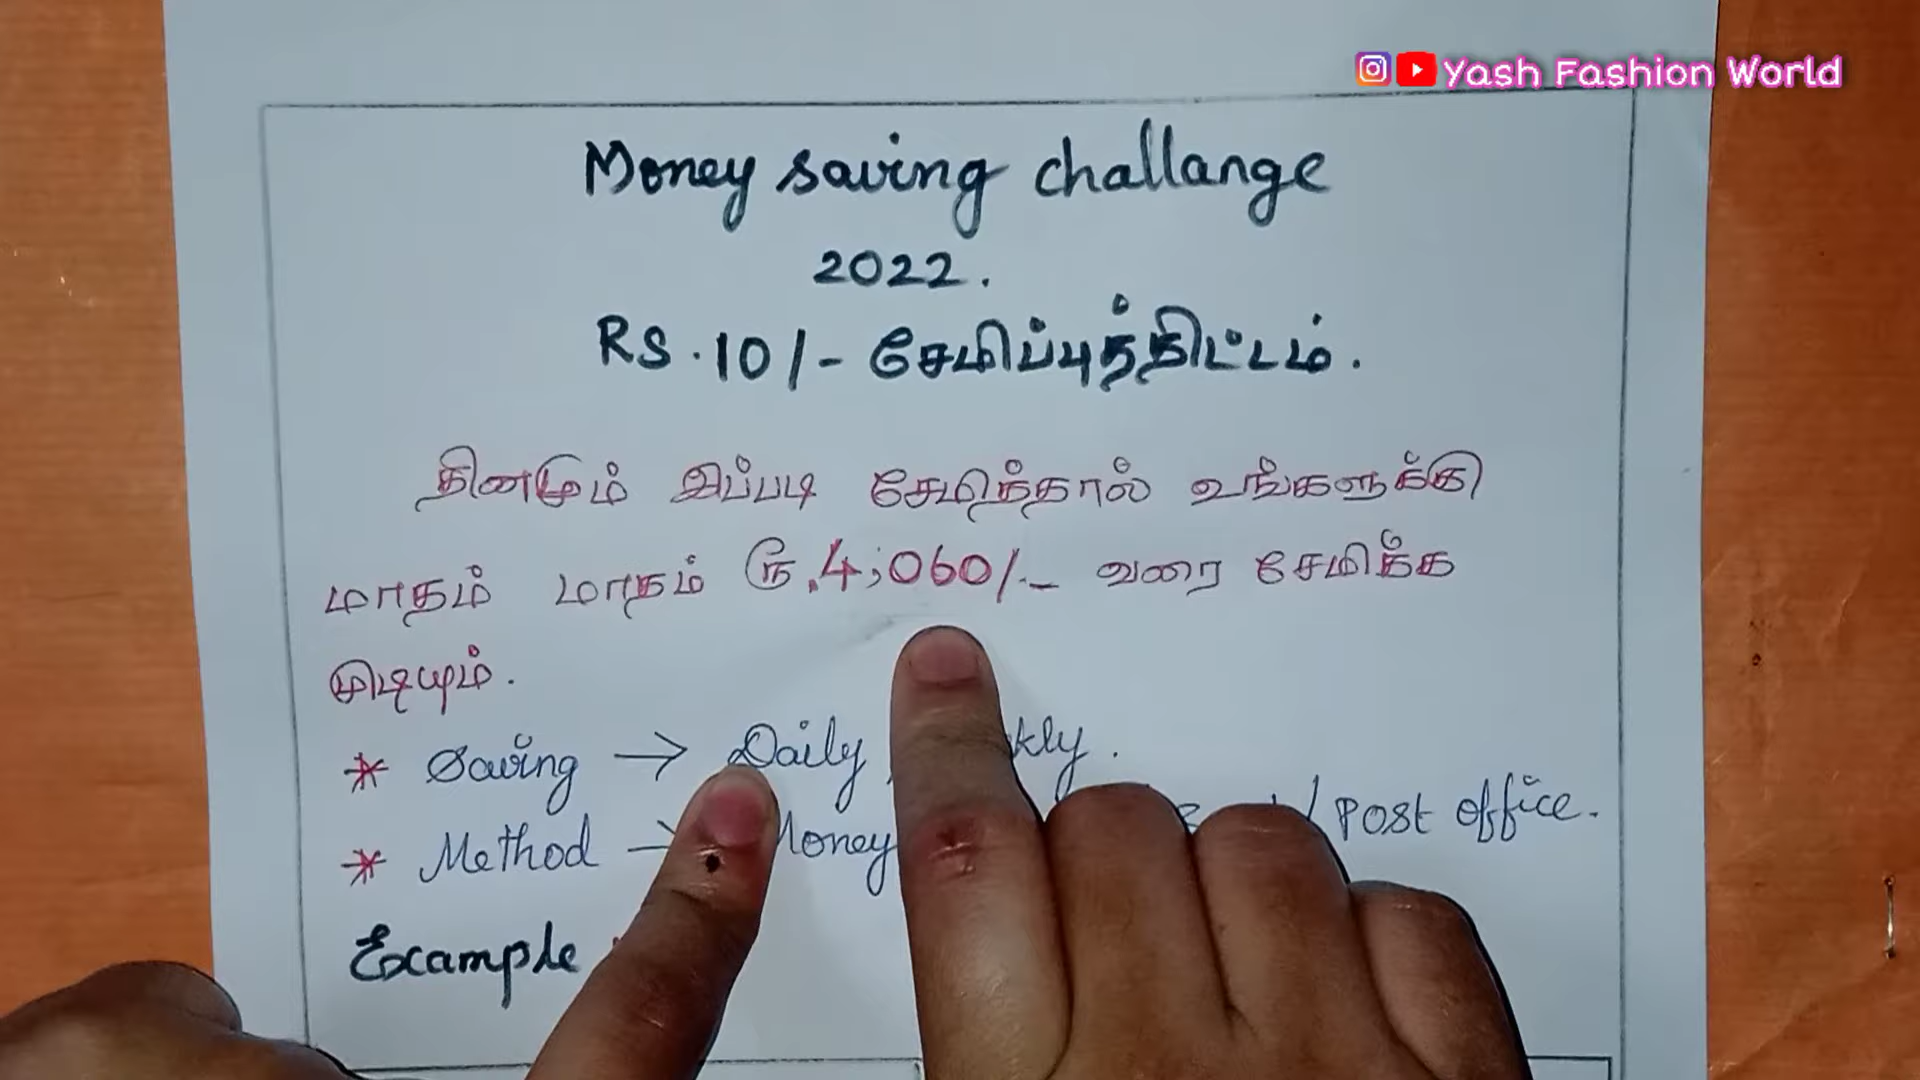 Yash Fashion World
Money saving challange
2022.
RS.10/- சேமிப்புத்திட்டம்.
தினமும் இப்படி சேமித்தால் உங்களுக்கு
மாதம் மாதம் ரூ.4,060/- வரை சேமிக்க
முடியும்.
* Saving → Daily
* Method → Money / Post office.
Example